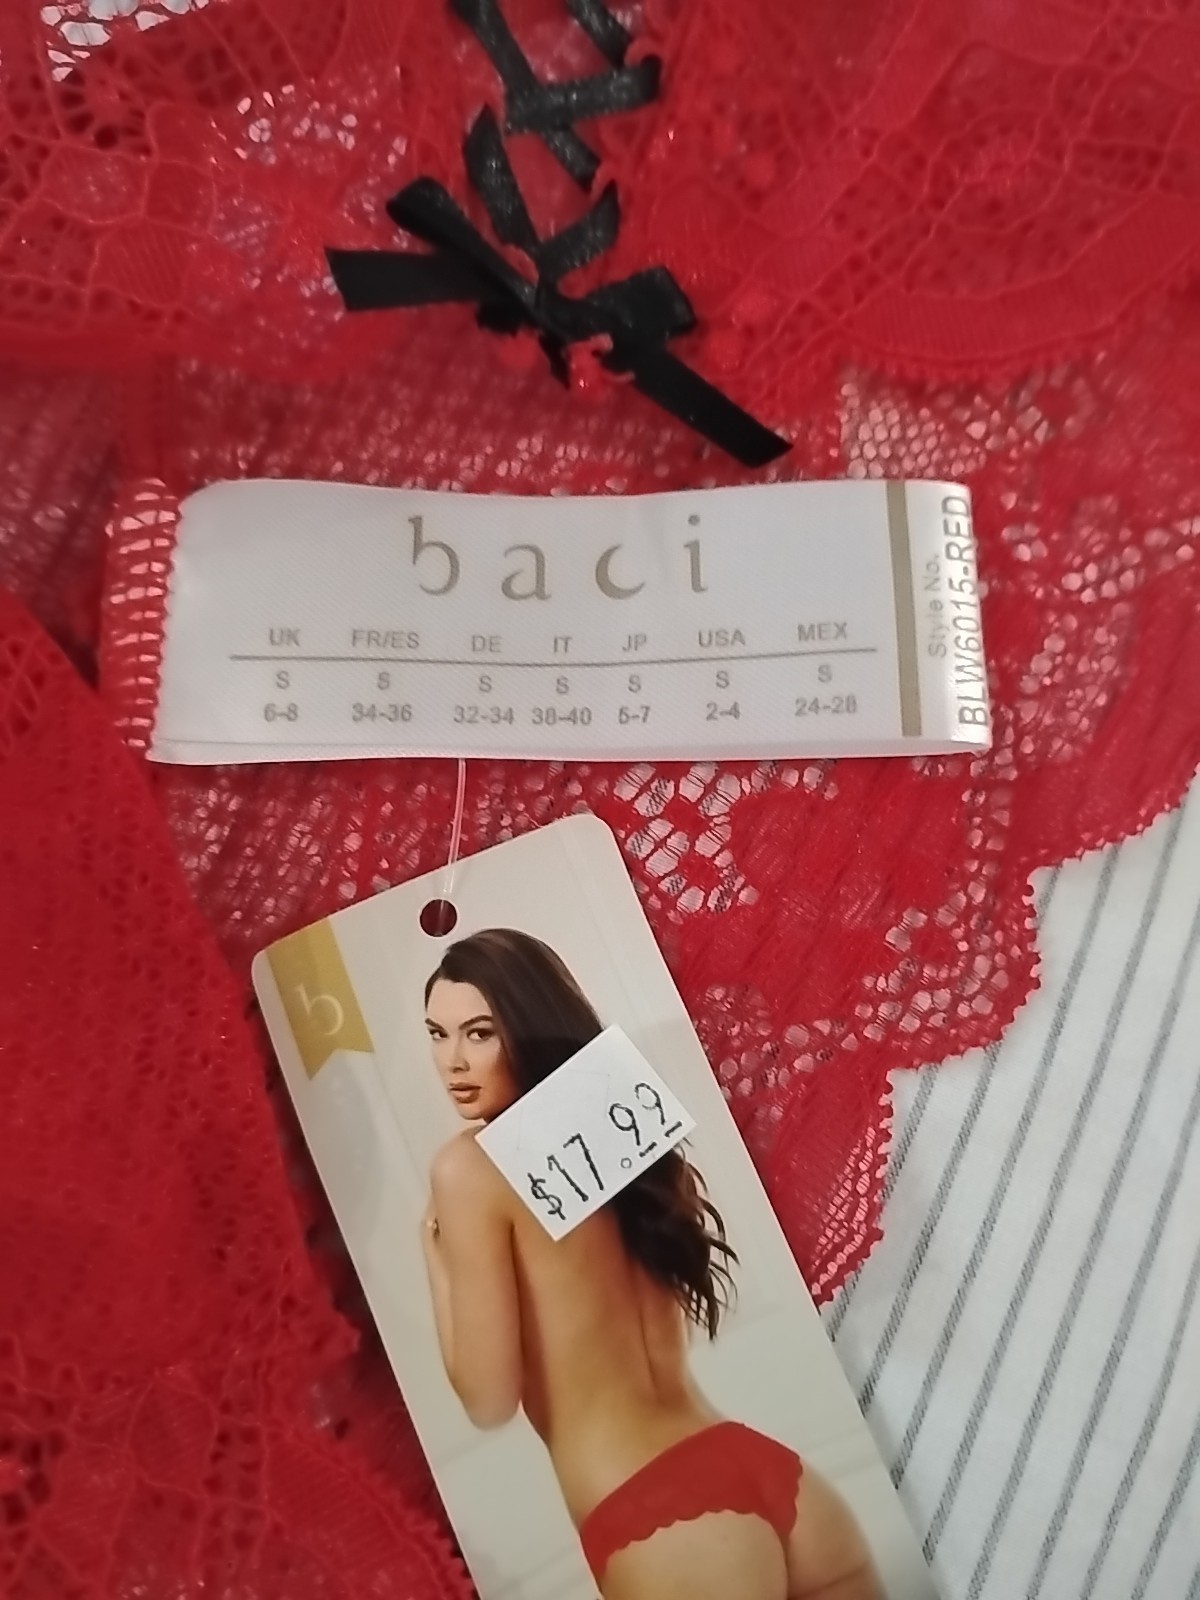 baci
UK FR/ES DE IT JP USA MEX
S S S S S S S
6-8 34-36 32-34 38-40 5-7 2-4 24-28
Style No.
BLW6015-RED
b
$17.99